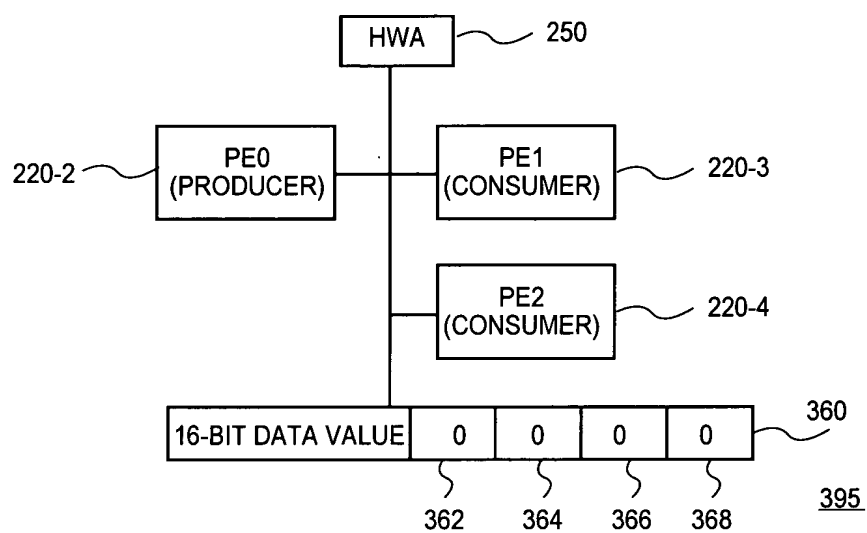 HWA
250
PE0
(PRODUCER)
220-2
PE1
(CONSUMER)
220-3
PE2
(CONSUMER)
220-4
16-BIT DATA VALUE 0 0 0 0
360
362 364 366 368
395